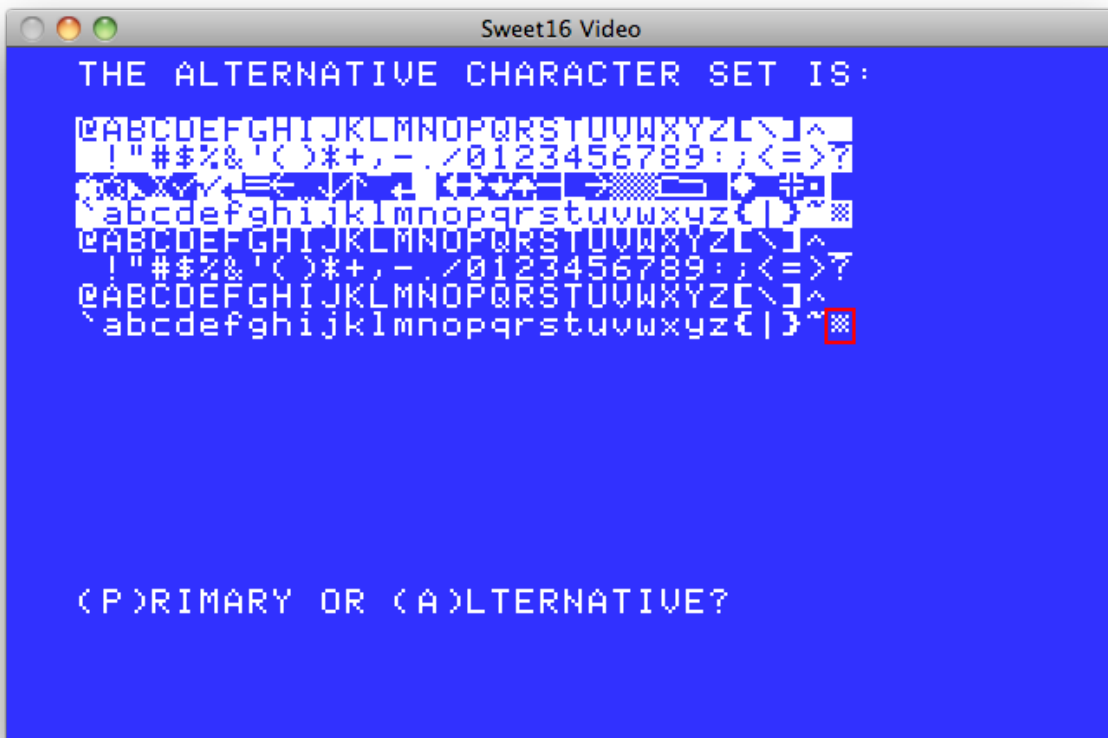 Sweet16 Video
THE ALTERNATIVE CHARACTER SET IS:
@ABCDEFGHIJKLMNOPQRSTUVWXYZ[\]^_
 !"#$%&'()*+,-./0123456789:;<=>?
`abcdefghijklmnopqrstuvwxyz{|}~▒
@ABCDEFGHIJKLMNOPQRSTUVWXYZ[\]^_
 !"#$%&'()*+,-./0123456789:;<=>?
@ABCDEFGHIJKLMNOPQRSTUVWXYZ[\]^_
`abcdefghijklmnopqrstuvwxyz{|}~▒
(P)RIMARY OR (A)LTERNATIVE?